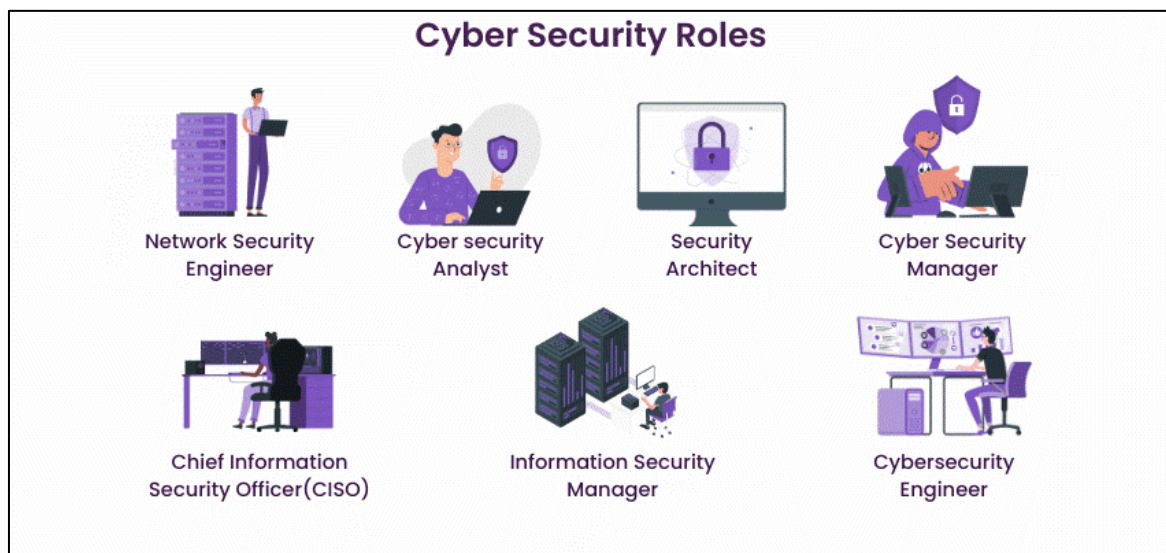 Cyber Security Roles
Network Security
Engineer
Cyber security
Analyst
Security
Architect
Cyber Security
Manager
Chief Information
Security Officer(CISO)
Information Security
Manager
Cybersecurity
Engineer